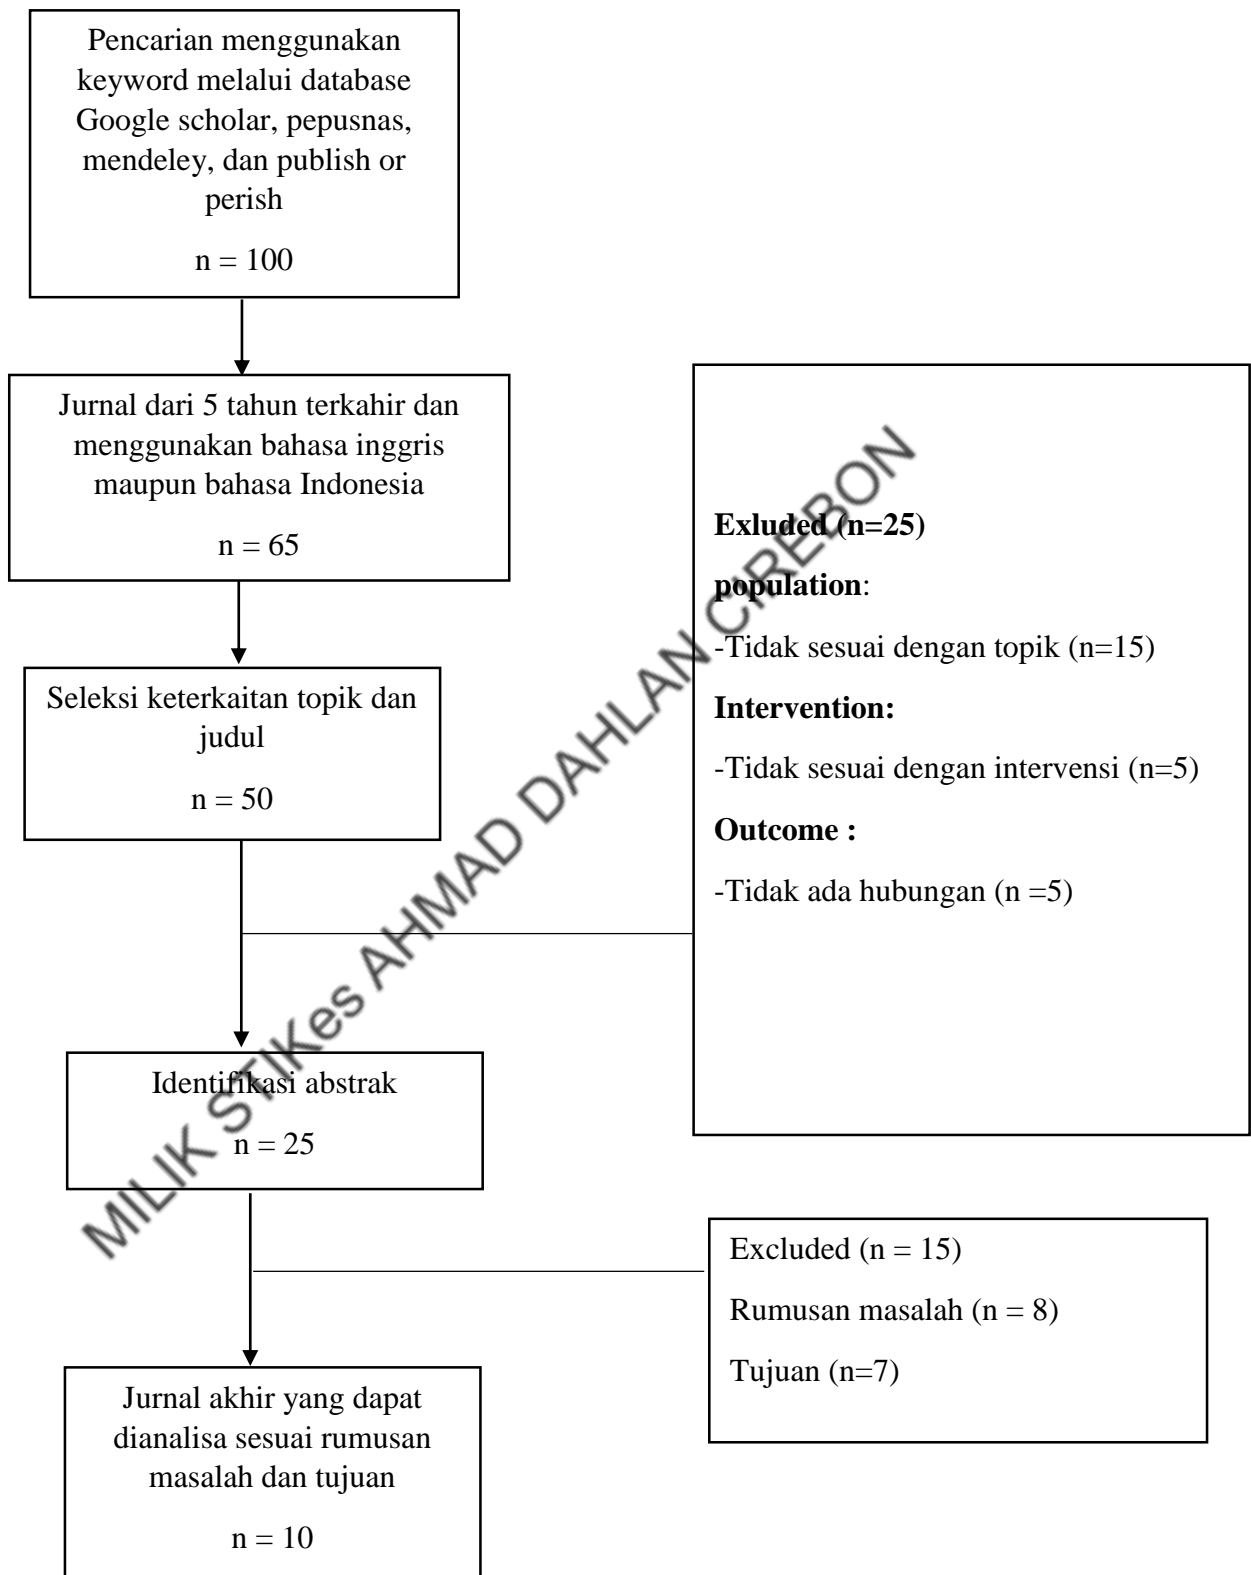 Pencarian menggunakan
keyword melalui database
Google scholar, pepusnas,
mendeley, dan publish or
perish
n = 100
Jurnal dari 5 tahun terkahir dan
menggunakan bahasa inggris
maupun bahasa Indonesia
n = 65
Seleksi keterkaitan topik dan
judul
n = 50
Exluded (n=25)
population:
-Tidak sesuai dengan topik (n=15)
Intervention:
-Tidak sesuai dengan intervensi (n=5)
Outcome :
-Tidak ada hubungan (n =5)
Identifikasi abstrak
n = 25
Excluded (n = 15)
Rumusan masalah (n = 8)
Tujuan (n=7)
Jurnal akhir yang dapat
dianalisa sesuai rumusan
masalah dan tujuan
n = 10
MILIK STIKes AHMAD DAHLAN CIREBON